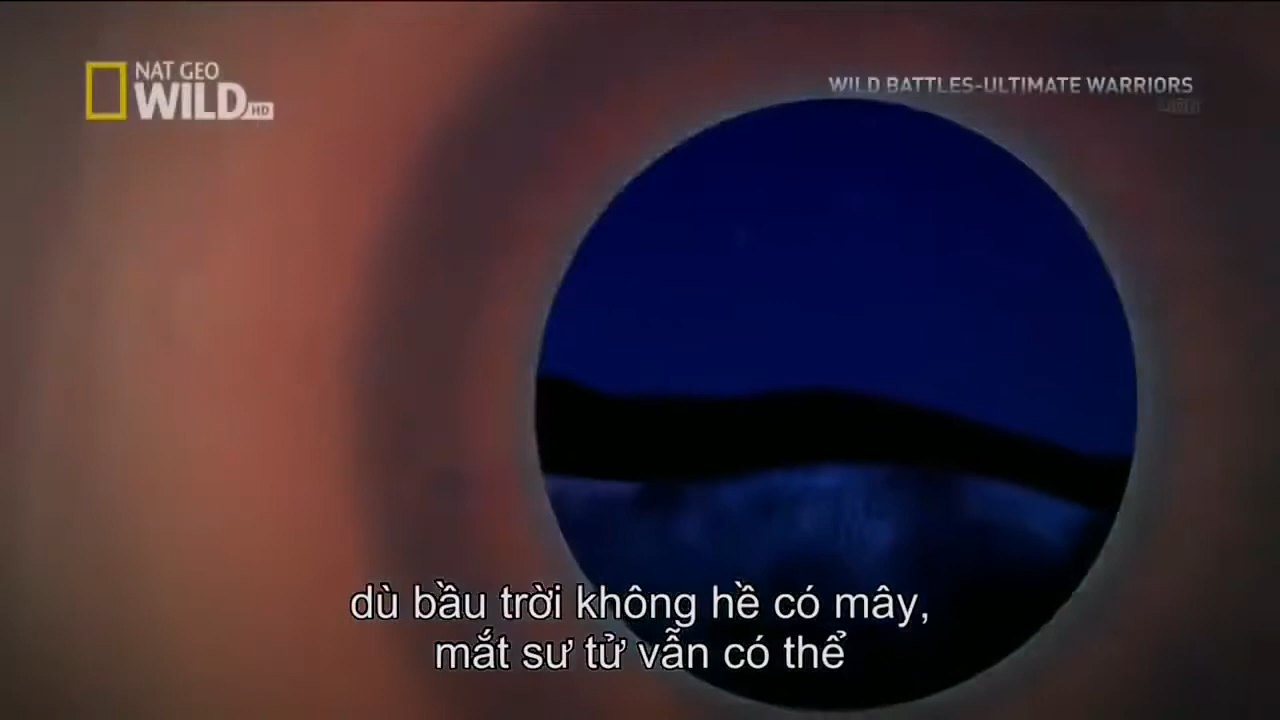 NAT GEO
WILD HD
WILD BATTLES-ULTIMATE WARRIORS
dù bầu trời không hề có mây,
mắt sư tử vẫn có thể